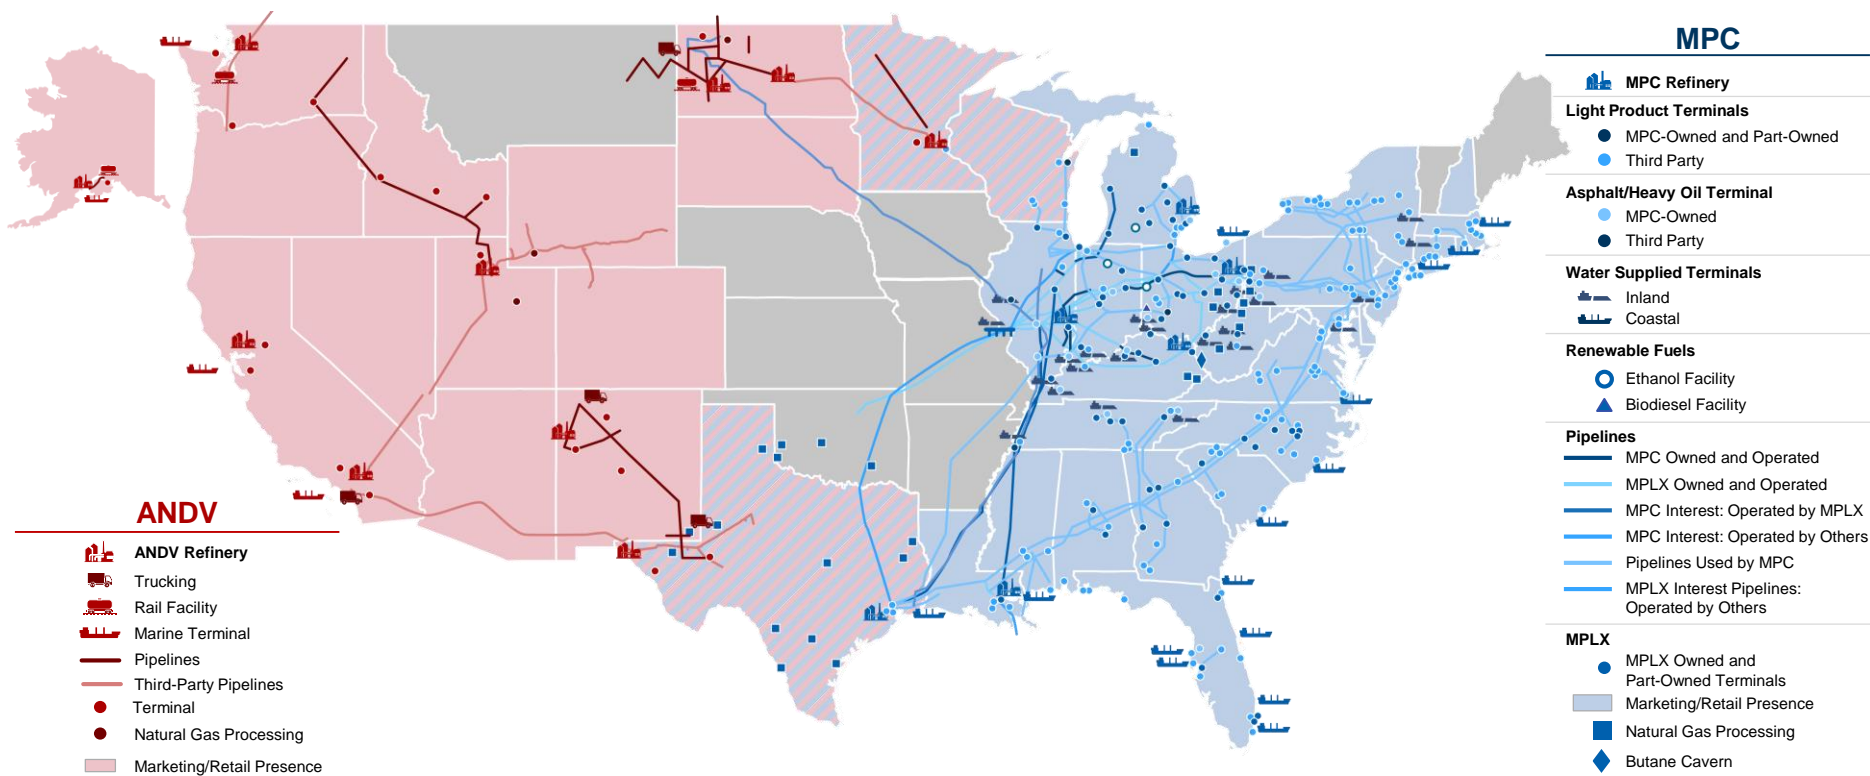 ANDV
ANDV Refinery
Trucking
Rail Facility
Marine Terminal
Pipelines
Third-Party Pipelines
Terminal
Natural Gas Processing
Marketing/Retail Presence
MPC
MPC Refinery
Light Product Terminals
MPC-Owned and Part-Owned
Third Party
Asphalt/Heavy Oil Terminal
MPC-Owned
Third Party
Water Supplied Terminals
Inland
Coastal
Renewable Fuels
Ethanol Facility
Biodiesel Facility
Pipelines
MPC Owned and Operated
MPLX Owned and Operated
MPC Interest: Operated by MPLX
MPC Interest: Operated by Others
Pipelines Used by MPC
MPLX Interest Pipelines:
Operated by Others
MPLX
MPLX Owned and
Part-Owned Terminals
Marketing/Retail Presence
Natural Gas Processing
Butane Cavern